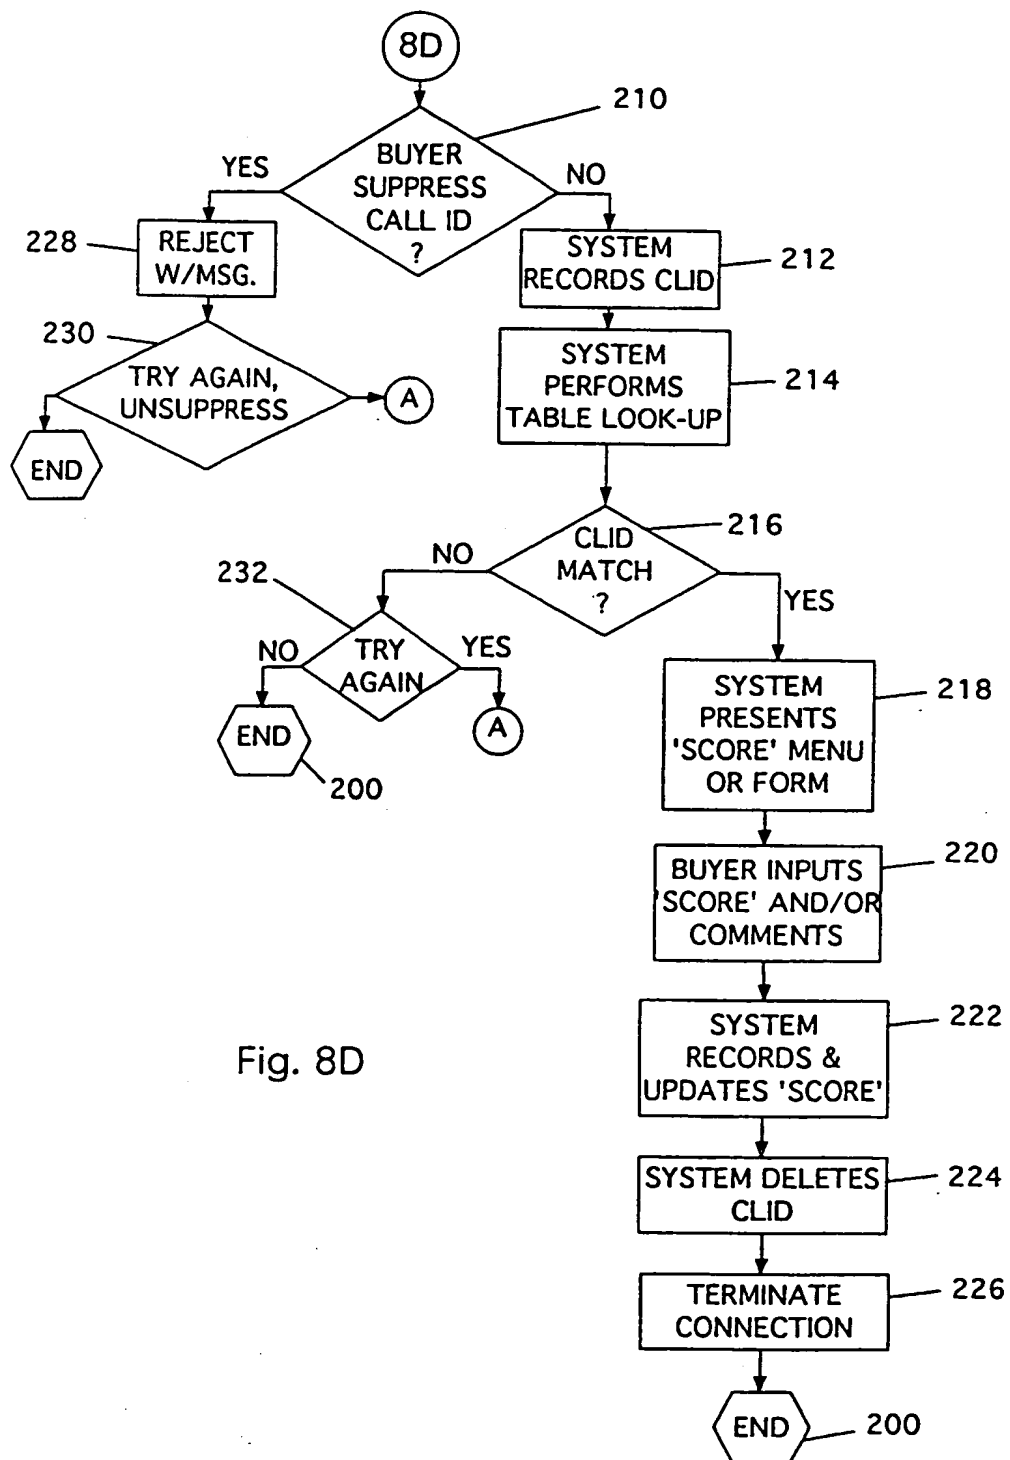 8D
210
BUYER
SUPPRESS
CALL ID
?
YES
NO
228
REJECT
W/MSG.
SYSTEM
RECORDS CLID
212
230
TRY AGAIN,
UNSUPPRESS
A
END
SYSTEM
PERFORMS
TABLE LOOK-UP
214
CLID
MATCH
?
216
NO
YES
232
TRY
AGAIN
NO
YES
END
200
A
SYSTEM
PRESENTS
'SCORE' MENU
OR FORM
218
BUYER INPUTS
'SCORE' AND/OR
COMMENTS
220
SYSTEM
RECORDS &
UPDATES 'SCORE'
222
Fig. 8D
SYSTEM DELETES
CLID
224
TERMINATE
CONNECTION
226
END
200